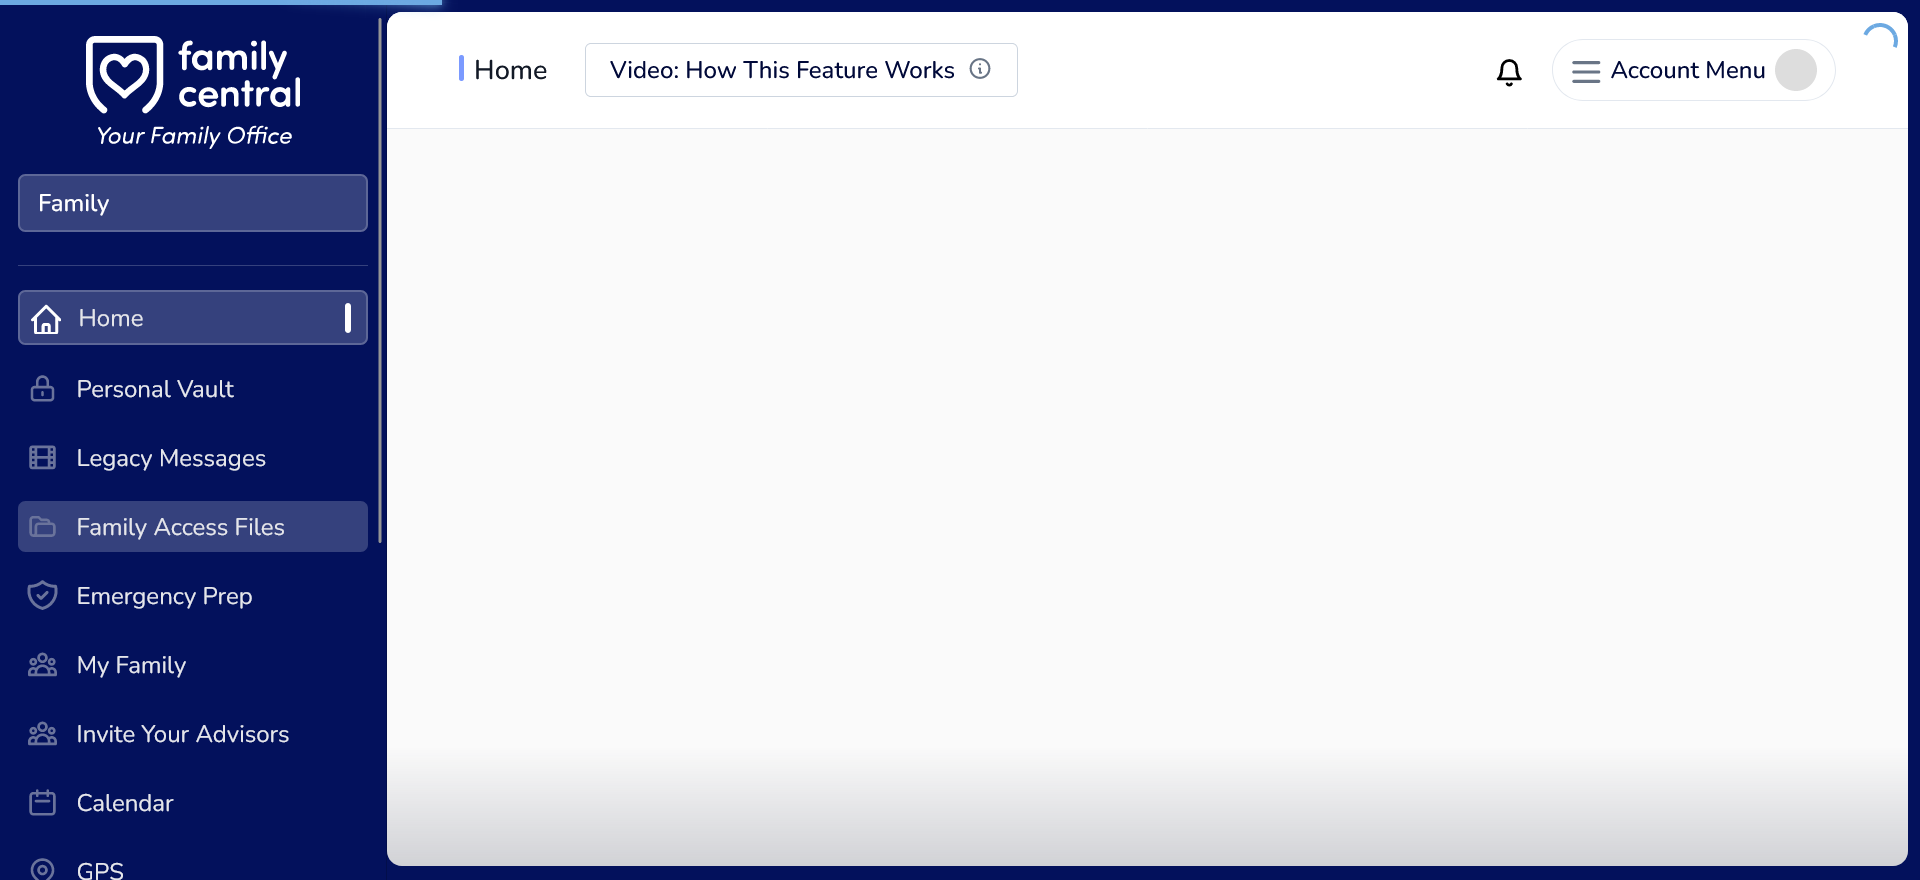 family
central
Your Family Office
Family
Home
Personal Vault
Legacy Messages
Family Access Files
Emergency Prep
My Family
Invite Your Advisors
Calendar
GPS
Home
Video: How This Feature Works
Account Menu